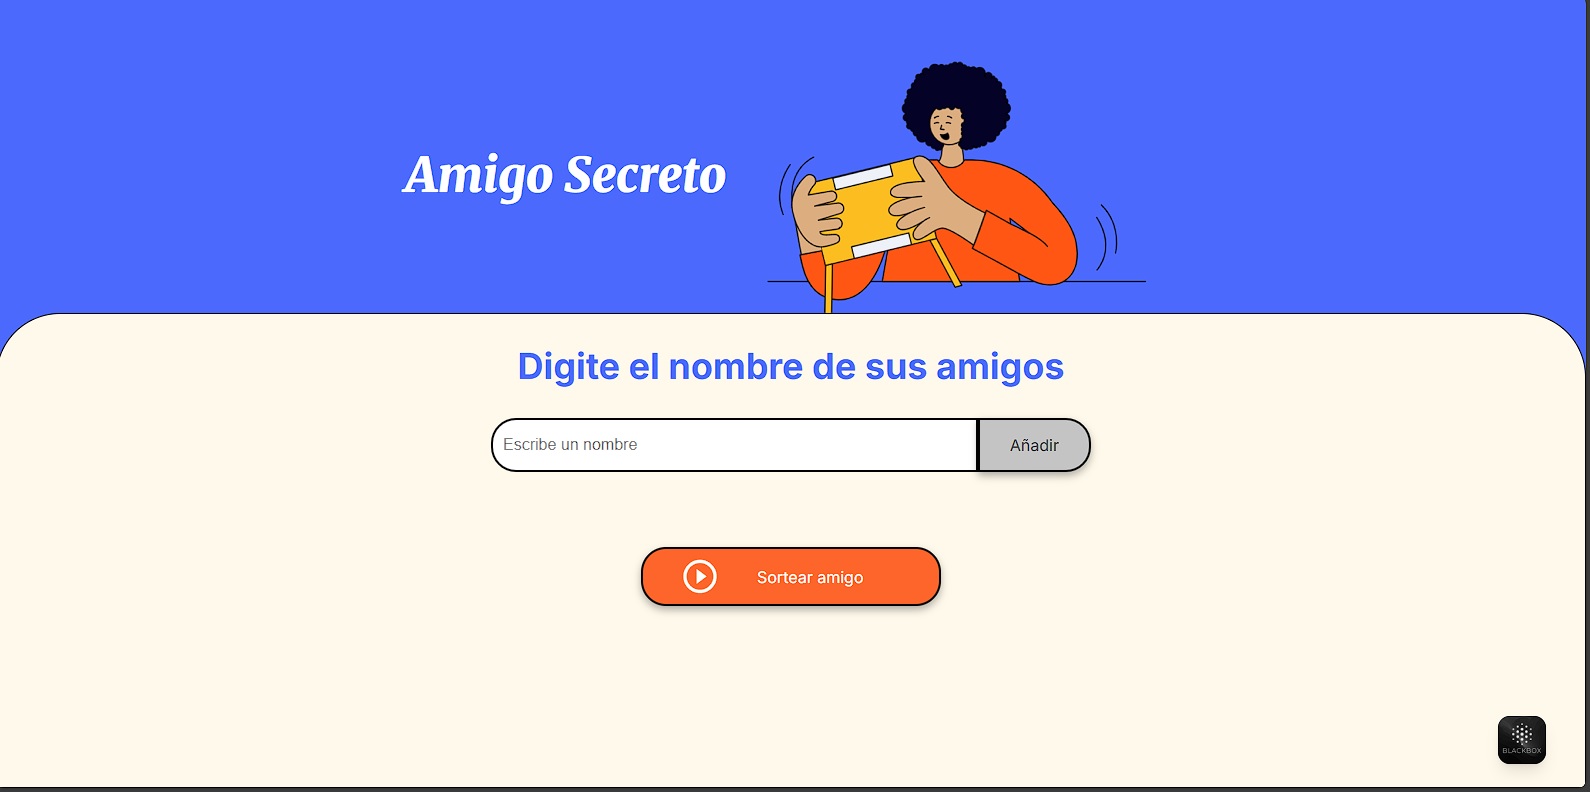 Amigo Secreto
Digite el nombre de sus amigos
Escribe un nombre
Añadir
Sortear amigo
BLACKBOX